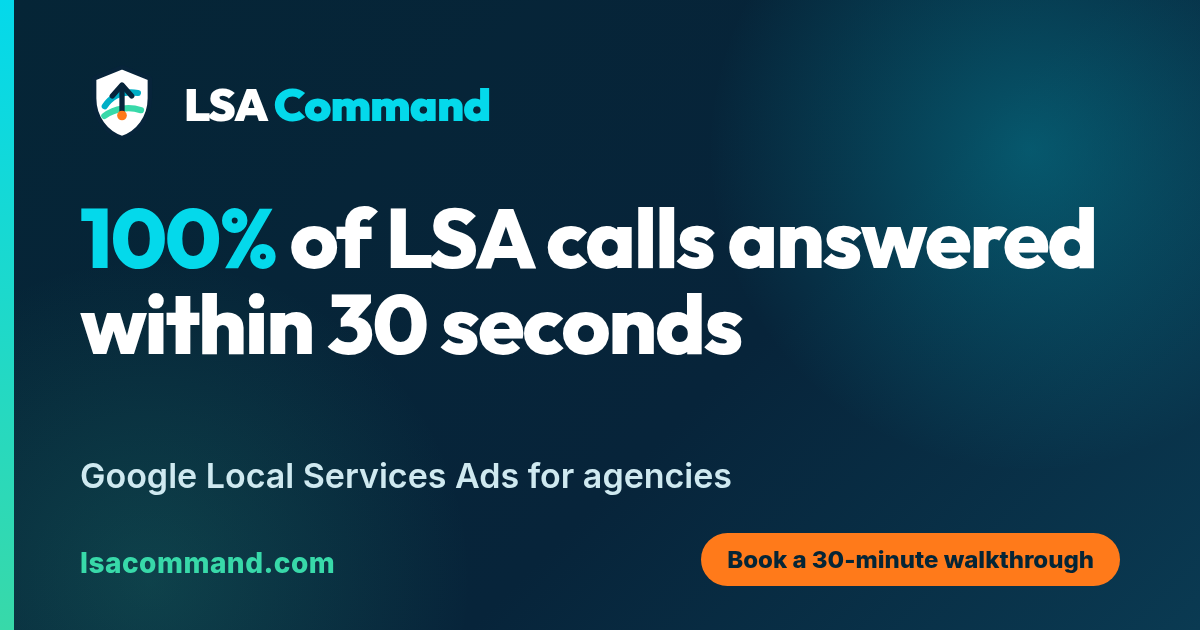 LSA Command
100% of LSA calls answered
within 30 seconds
Google Local Services Ads for agencies
lsacommand.com
Book a 30-minute walkthrough